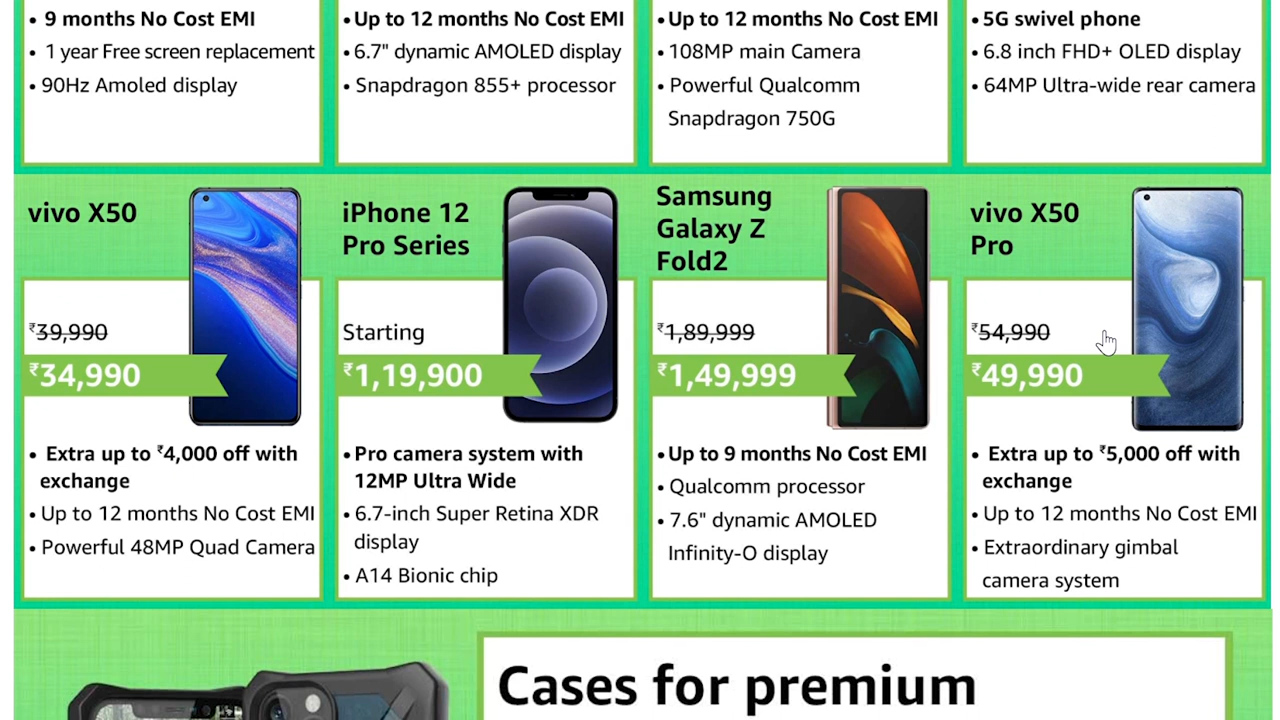 • 9 months No Cost EMI
• 1 year Free screen replacement
• 90Hz Amoled display
• Up to 12 months No Cost EMI
• 6.7" dynamic AMOLED display
• Snapdragon 855+ processor
• Up to 12 months No Cost EMI
• 108MP main Camera
• Powerful Qualcomm
Snapdragon 750G
• 5G swivel phone
• 6.8 inch FHD+ OLED display
• 64MP Ultra-wide rear camera
vivo X50
₹39,990
₹34,990
• Extra up to ₹4,000 off with
exchange
• Up to 12 months No Cost EMI
• Powerful 48MP Quad Camera
iPhone 12
Pro Series
Starting
₹1,19,900
• Pro camera system with
12MP Ultra Wide
• 6.7-inch Super Retina XDR
display
• A14 Bionic chip
Samsung
Galaxy Z
Fold2
₹1,89,999
₹1,49,999
• Up to 9 months No Cost EMI
• Qualcomm processor
• 7.6" dynamic AMOLED
Infinity-O display
vivo X50
Pro
₹54,990
₹49,990
• Extra up to ₹5,000 off with
exchange
• Up to 12 months No Cost EMI
• Extraordinary gimbal
camera system
Cases for premium